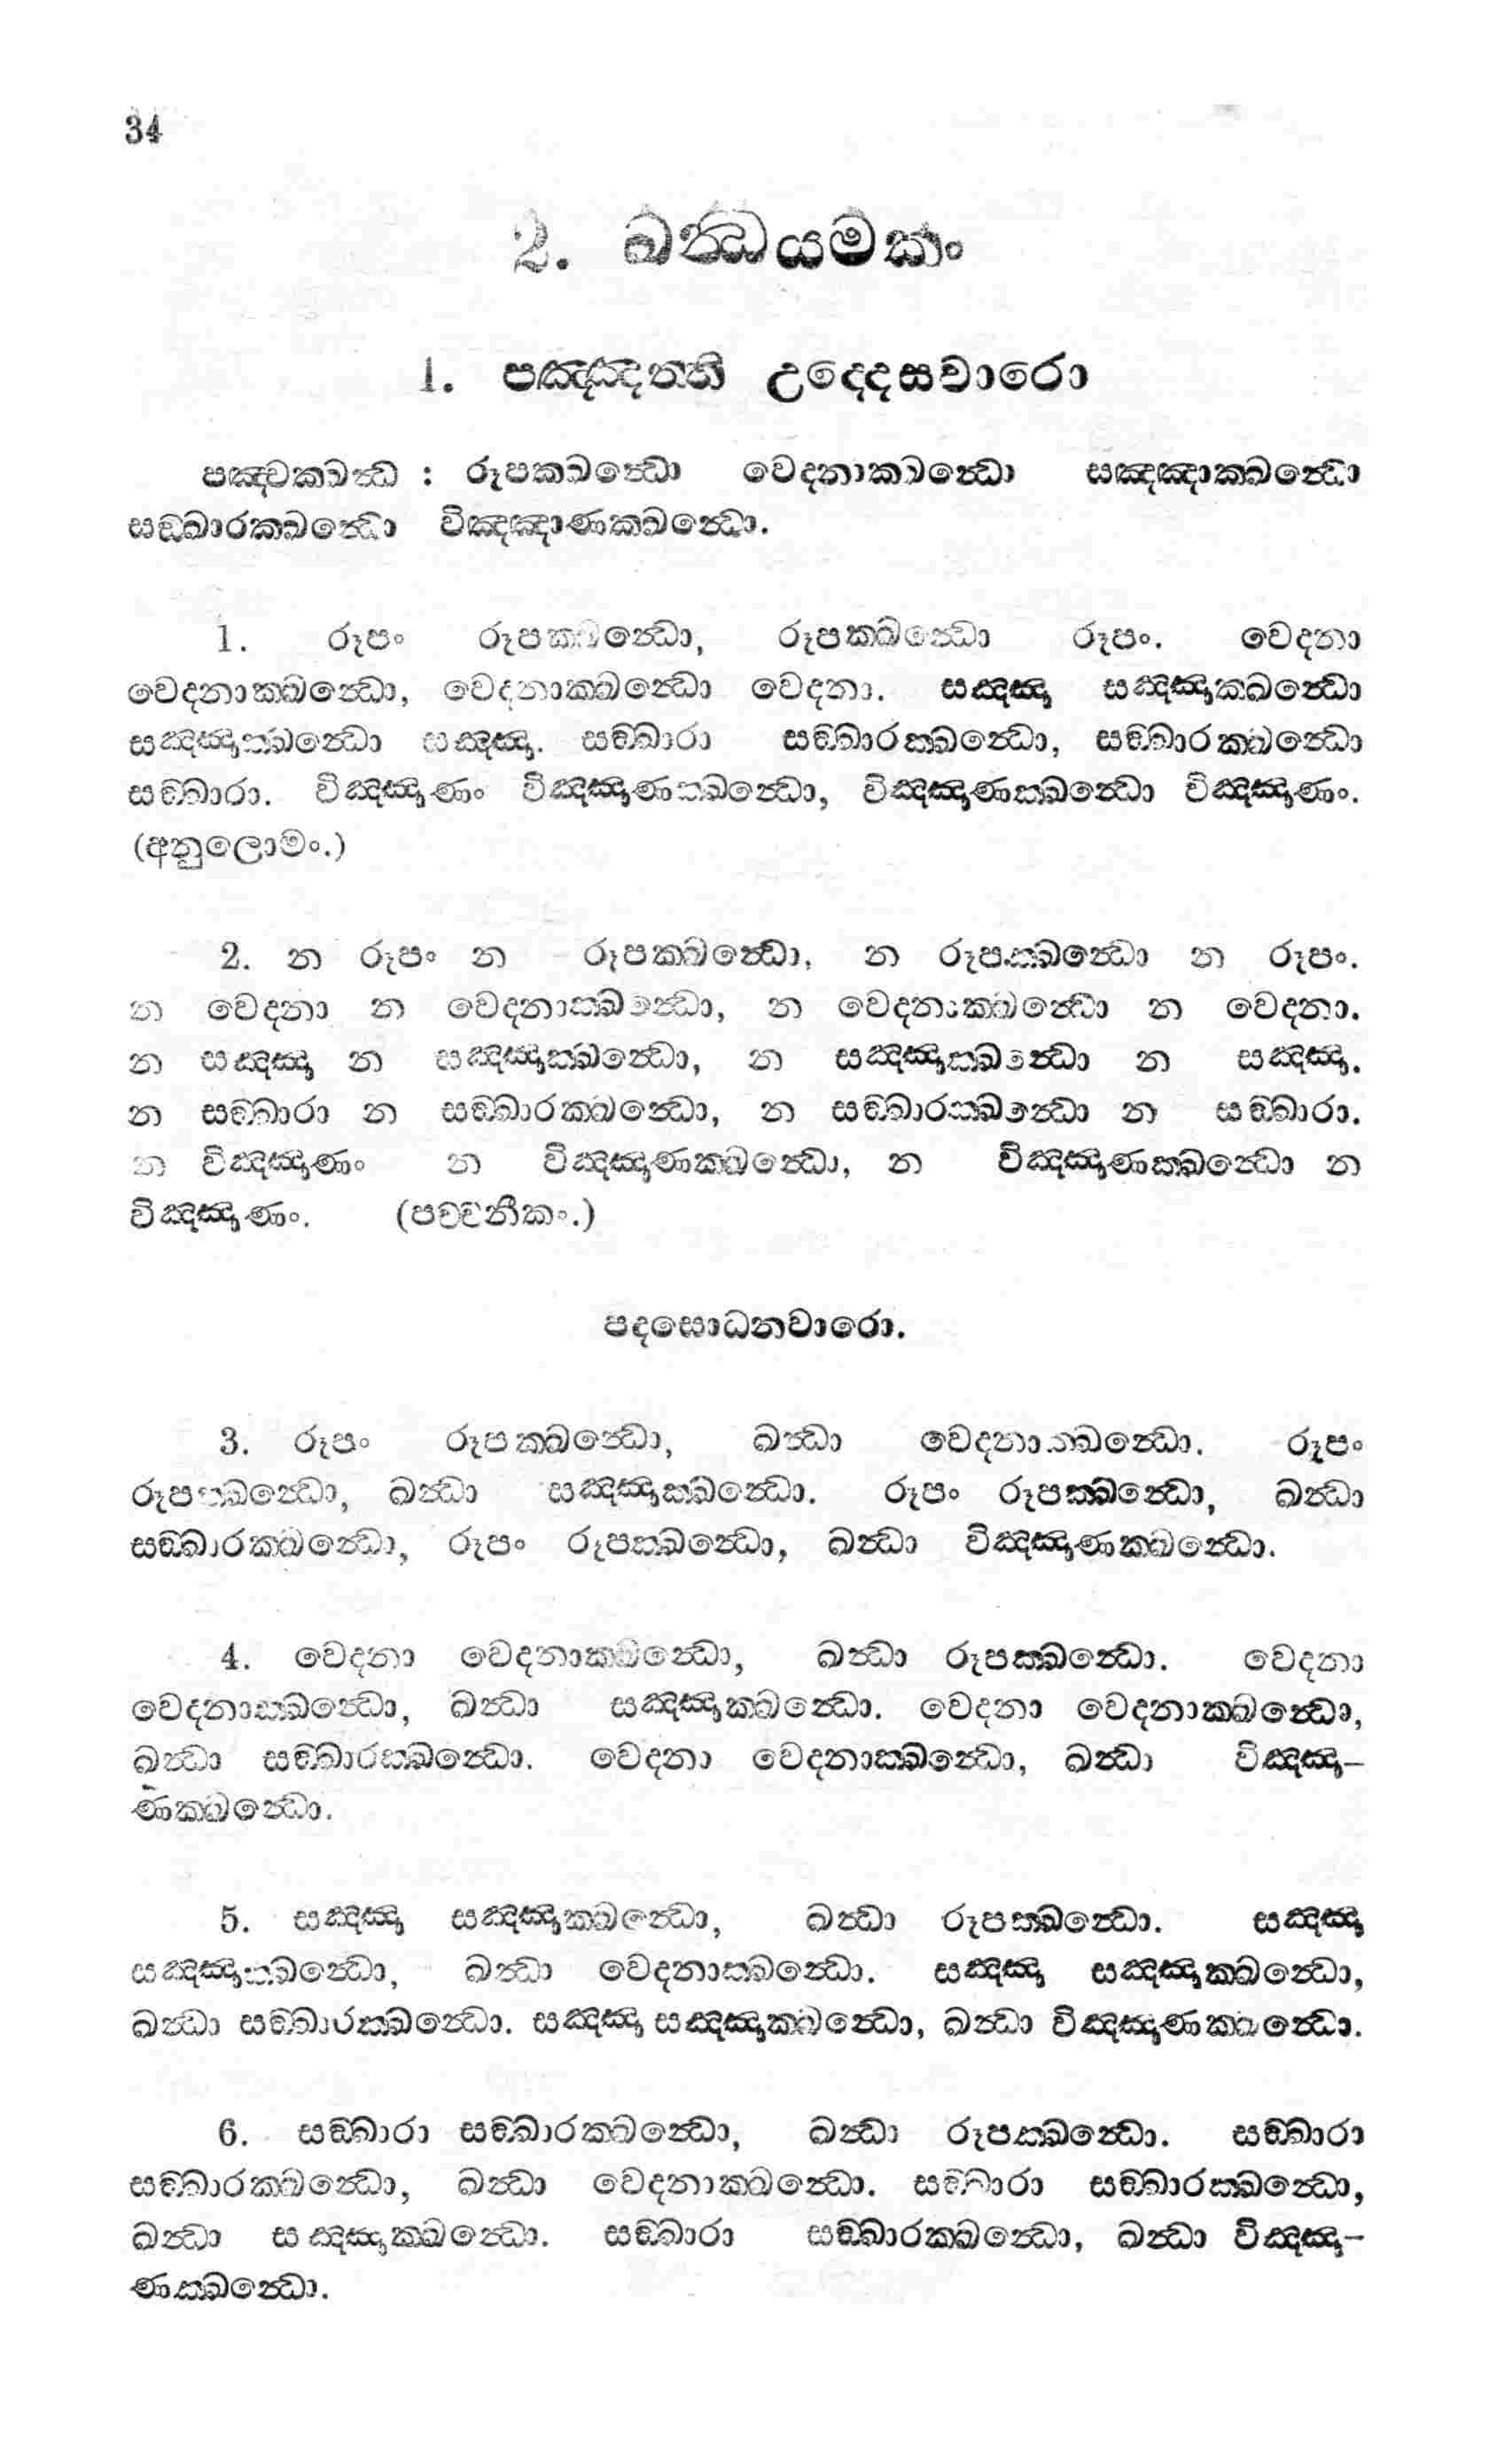 34
2. ඛන්ධයමකං
1. පඤ්ඤත්ති උද්දෙසවාරො
පඤ්චක්ඛන්ධ : රූපක්ඛන්ධො වෙදනාක්ඛන්ධො සඤ්ඤාක්ඛන්ධො
සඞ්ඛාරක්ඛන්ධො විඤ්ඤාණක්ඛන්ධො.
1. රූපං රූපක්ඛන්ධො, රූපක්ඛන්ධො රූපං. වෙදනා
වෙදනාක්ඛන්ධො, වෙදනාක්ඛන්ධො වෙදනා. සඤ්ඤා සඤ්ඤාක්ඛන්ධො
සඤ්ඤාක්ඛන්ධො සඤ්ඤා. සඞ්ඛාරා සඞ්ඛාරක්ඛන්ධො, සඞ්ඛාරක්ඛන්ධො
සඞ්ඛාරා. විඤ්ඤාණං විඤ්ඤාණක්ඛන්ධො, විඤ්ඤාණක්ඛන්ධො විඤ්ඤාණං.
(අනුලොමං.)
2. න රූපං න රූපක්ඛන්ධො, න රූපක්ඛන්ධො න රූපං.
න වෙදනා න වෙදනාක්ඛන්ධො, න වෙදනාක්ඛන්ධො න වෙදනා.
න සඤ්ඤා න සඤ්ඤාක්ඛන්ධො, න සඤ්ඤාක්ඛන්ධො න සඤ්ඤා.
න සඞ්ඛාරා න සඞ්ඛාරක්ඛන්ධො, න සඞ්ඛාරක්ඛන්ධො න සඞ්ඛාරා.
න විඤ්ඤාණං න විඤ්ඤාණක්ඛන්ධො, න විඤ්ඤාණක්ඛන්ධො න
විඤ්ඤාණං. (පච්චනීකං.)
පදසොධනවාරො.
3. රූපං රූපක්ඛන්ධො, ඛන්ධා වෙදනාක්ඛන්ධො. රූපං
රූපක්ඛන්ධො, ඛන්ධා සඤ්ඤාක්ඛන්ධො. රූපං රූපක්ඛන්ධො, ඛන්ධා
සඞ්ඛාරක්ඛන්ධො, රූපං රූපක්ඛන්ධො, ඛන්ධා විඤ්ඤාණක්ඛන්ධො.
4. වෙදනා වෙදනාක්ඛන්ධො, ඛන්ධා රූපක්ඛන්ධො. වෙදනා
වෙදනාක්ඛන්ධො, ඛන්ධා සඤ්ඤාක්ඛන්ධො. වෙදනා වෙදනාක්ඛන්ධො,
ඛන්ධා සඞ්ඛාරක්ඛන්ධො. වෙදනා වෙදනාක්ඛන්ධො, ඛන්ධා විඤ්ඤා-
ණක්ඛන්ධො.
5. සඤ්ඤා සඤ්ඤාක්ඛන්ධො, ඛන්ධා රූපක්ඛන්ධො. සඤ්ඤා
සඤ්ඤාක්ඛන්ධො, ඛන්ධා වෙදනාක්ඛන්ධො. සඤ්ඤා සඤ්ඤාක්ඛන්ධො,
ඛන්ධා සඞ්ඛාරක්ඛන්ධො. සඤ්ඤා සඤ්ඤාක්ඛන්ධො, ඛන්ධා විඤ්ඤාණක්ඛන්ධො.
6. සඞ්ඛාරා සඞ්ඛාරක්ඛන්ධො, ඛන්ධා රූපක්ඛන්ධො. සඞ්ඛාරා
සඞ්ඛාරක්ඛන්ධො, ඛන්ධා වෙදනාක්ඛන්ධො. සඞ්ඛාරා සඞ්ඛාරක්ඛන්ධො,
ඛන්ධා සඤ්ඤාක්ඛන්ධො. සඞ්ඛාරා සඞ්ඛාරක්ඛන්ධො, ඛන්ධා විඤ්ඤා-
ණක්ඛන්ධො.